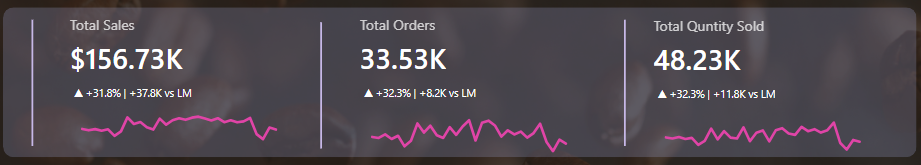 Total Sales
$156.73K
▲ +31.8% | +37.8K vs LM
Total Orders
33.53K
▲ +32.3% | +8.2K vs LM
Total Quntity Sold
48.23K
▲ +32.3% | +11.8K vs LM